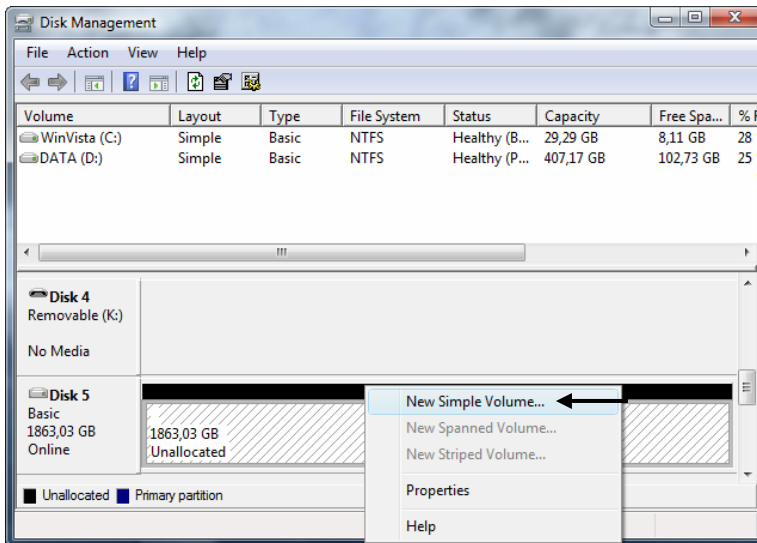 Disk Management
File Action View Help
Volume Layout Type File System Status Capacity Free Spa... %
WinVista (C:) Simple Basic NTFS Healthy (B... 29,29 GB 8,11 GB 28
DATA (D:) Simple Basic NTFS Healthy (P... 407,17 GB 102,73 GB 25
Disk 4
Removable (K:)
No Media
Disk 5
Basic
1863,03 GB
Online
1863,03 GB
Unallocated
New Simple Volume...
New Spanned Volume...
New Striped Volume...
Properties
Help
Unallocated Primary partition